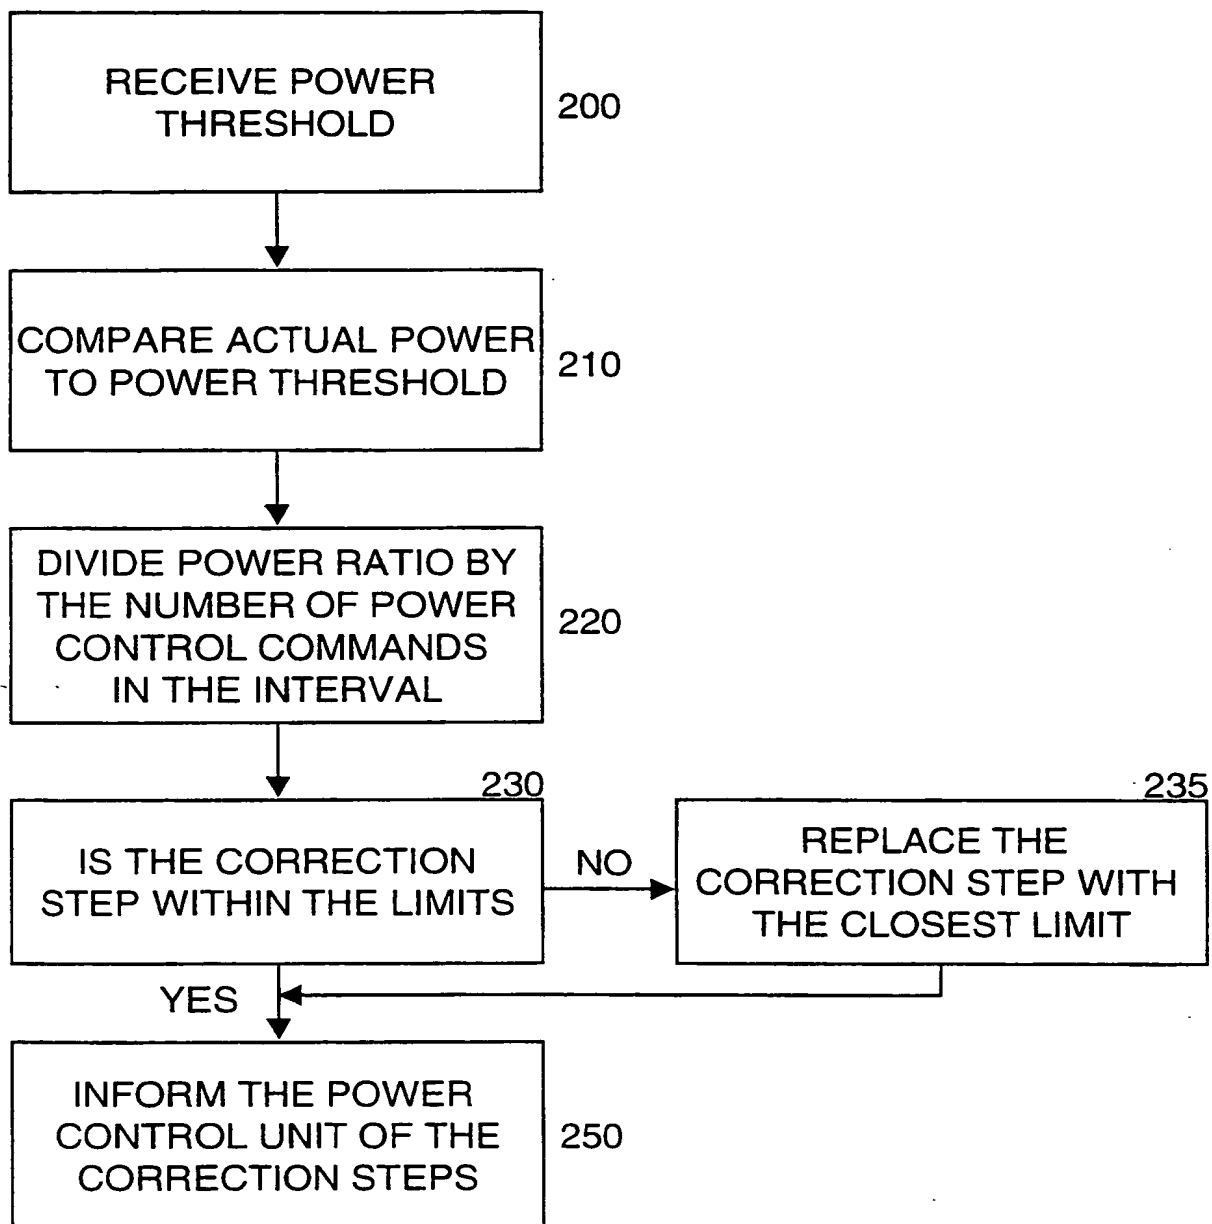 RECEIVE POWER
THRESHOLD
200
COMPARE ACTUAL POWER
TO POWER THRESHOLD
210
DIVIDE POWER RATIO BY
THE NUMBER OF POWER
CONTROL COMMANDS
IN THE INTERVAL
220
230
IS THE CORRECTION
STEP WITHIN THE LIMITS
NO
235
REPLACE THE
CORRECTION STEP WITH
THE CLOSEST LIMIT
YES
INFORM THE POWER
CONTROL UNIT OF THE
CORRECTION STEPS
250